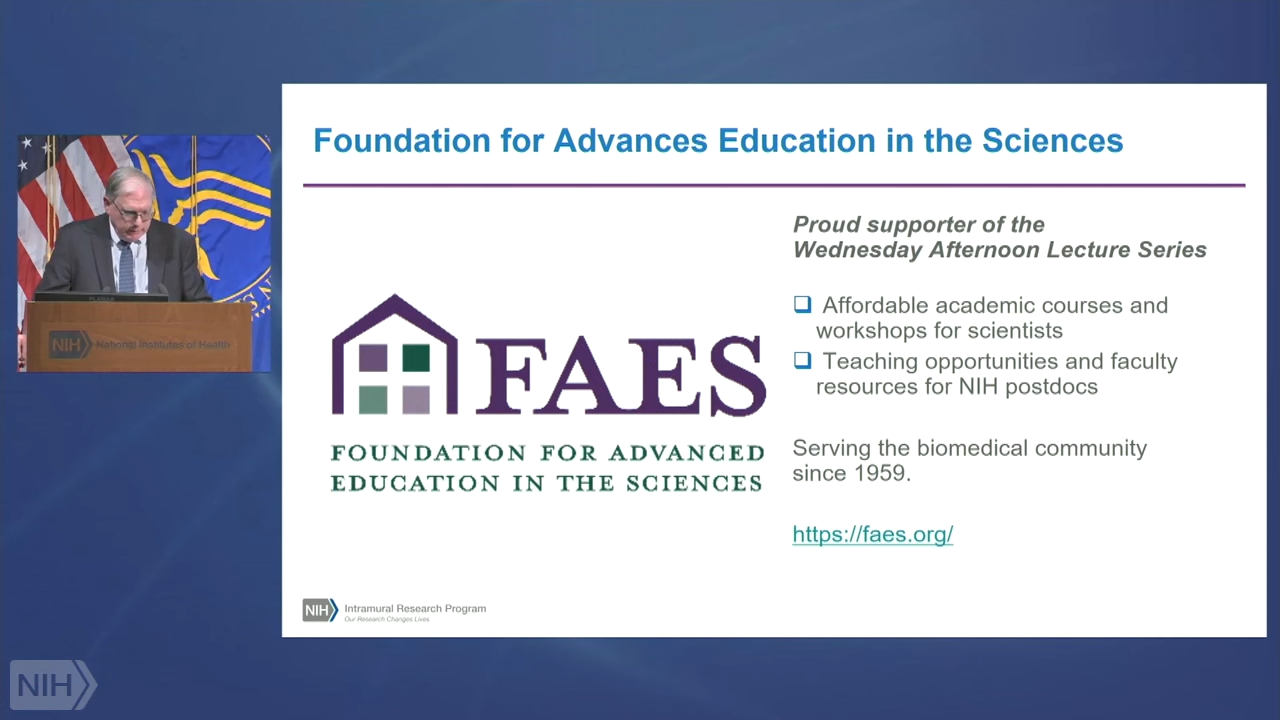 Foundation for Advances Education in the Sciences
Proud supporter of the
Wednesday Afternoon Lecture Series
FAES
FOUNDATION FOR ADVANCED
EDUCATION IN THE SCIENCES
Affordable academic courses and
workshops for scientists
Teaching opportunities and faculty
resources for NIH postdocs
Serving the biomedical community
since 1959.
https://faes.org/
NIH National Institutes of Health
NIH Intramural Research Program
Our Research Changes Lives
NIH